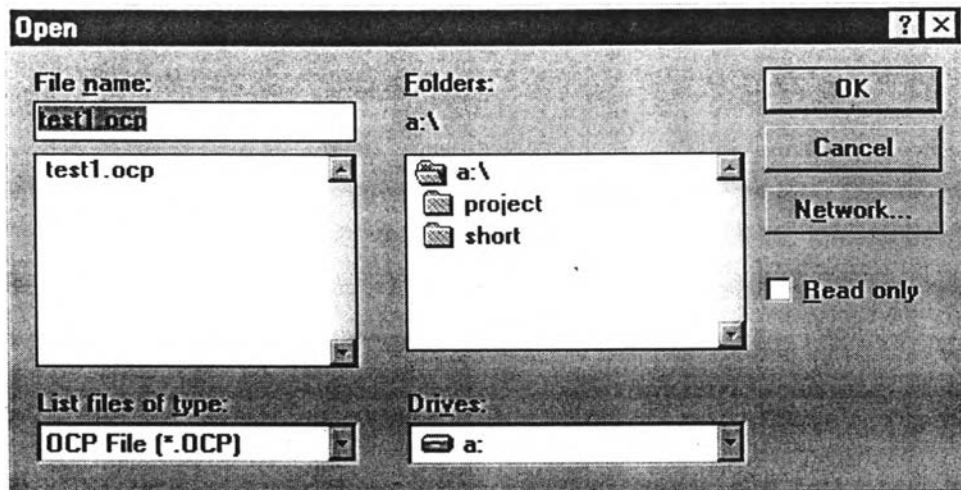 Open
File name:
test1.ocp
test1.ocp
List files of type:
OCP File (*.OCP)
Folders:
a:\
a:\
project
short
Drives:
a:
OK
Cancel
Network...
Read only